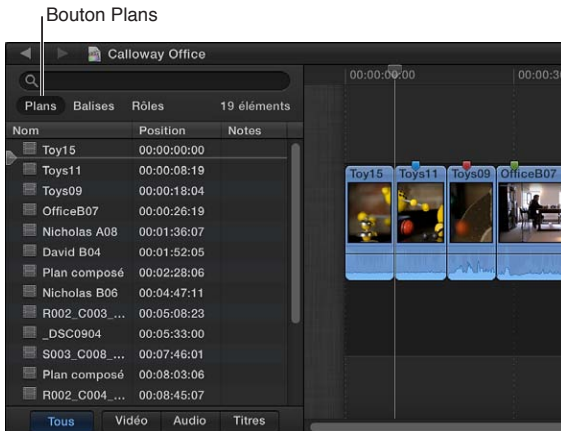 Bouton Plans
Calloway Office
Plans Balises Rôles 19 éléments
Nom Position Notes
Toy15 00:00:00:00
Toys11 00:00:08:19
Toys09 00:00:18:04
OfficeB07 00:00:26:19
Nicholas A08 00:01:36:07
David B04 00:01:52:05
Plan composé 00:02:28:06
Nicholas B06 00:04:47:11
R002_C003_... 00:05:08:23
_DSC0904 00:05:33:00
S003_C008_... 00:07:46:01
Plan composé 00:08:03:06
R002_C004_... 00:08:45:07
Tous Vidéo Audio Titres
00:00:00:00 00:00:3
Toy15 Toys11 Toys09 OfficeB07